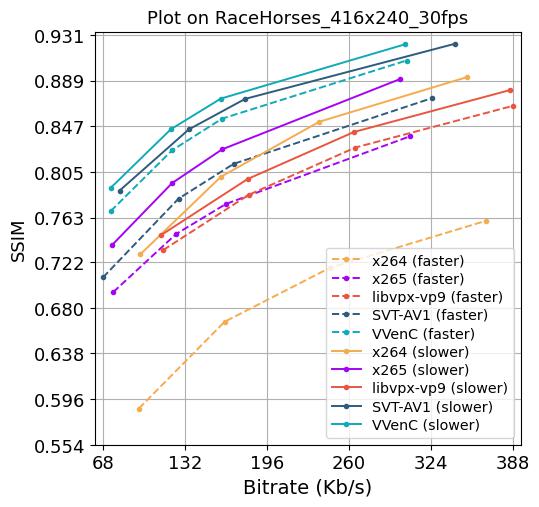 Plot on RaceHorses_416x240_30fps
0.931
0.889
0.847
0.805
0.763
0.722
0.680
0.638
0.596
0.554
SSIM
x264 (faster)
x265 (faster)
libvpx-vp9 (faster)
SVT-AV1 (faster)
VVenC (faster)
x264 (slower)
x265 (slower)
libvpx-vp9 (slower)
SVT-AV1 (slower)
VVenC (slower)
68 132 196 260 324 388
Bitrate (Kb/s)